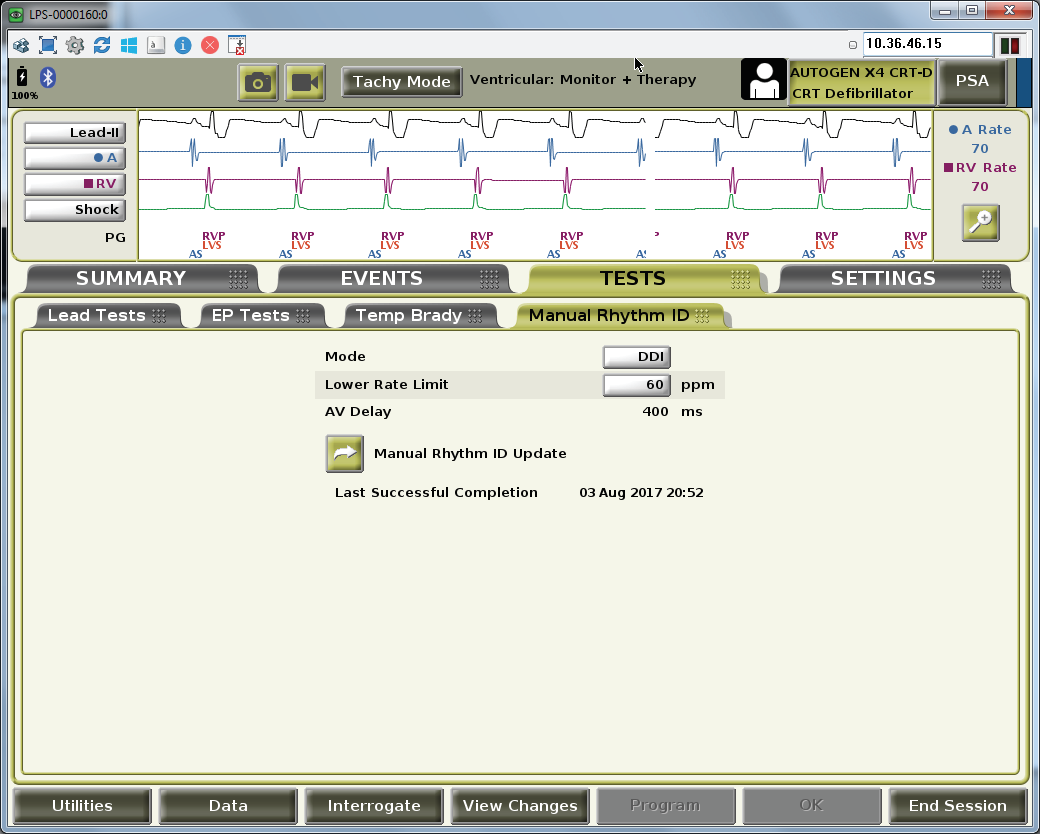 LPS-0000160:0
a
i
10.36.46.15
100%
Tachy Mode
Ventricular: Monitor + Therapy
AUTOGEN X4 CRT-D
CRT Defibrillator
PSA
Lead-II
A
RV
Shock
PG
RVP RVP RVP RVP RVP RVP RVP RVP
LVS LVS LVS LVS LVS LVS LVS LVS
AS AS AS AS AS AS AS AS AS
A Rate
70
RV Rate
70
SUMMARY EVENTS TESTS SETTINGS
Lead Tests EP Tests Temp Brady Manual Rhythm ID
Mode DDI
Lower Rate Limit 60 ppm
AV Delay 400 ms
Manual Rhythm ID Update
Last Successful Completion 03 Aug 2017 20:52
Utilities Data Interrogate View Changes Program OK End Session